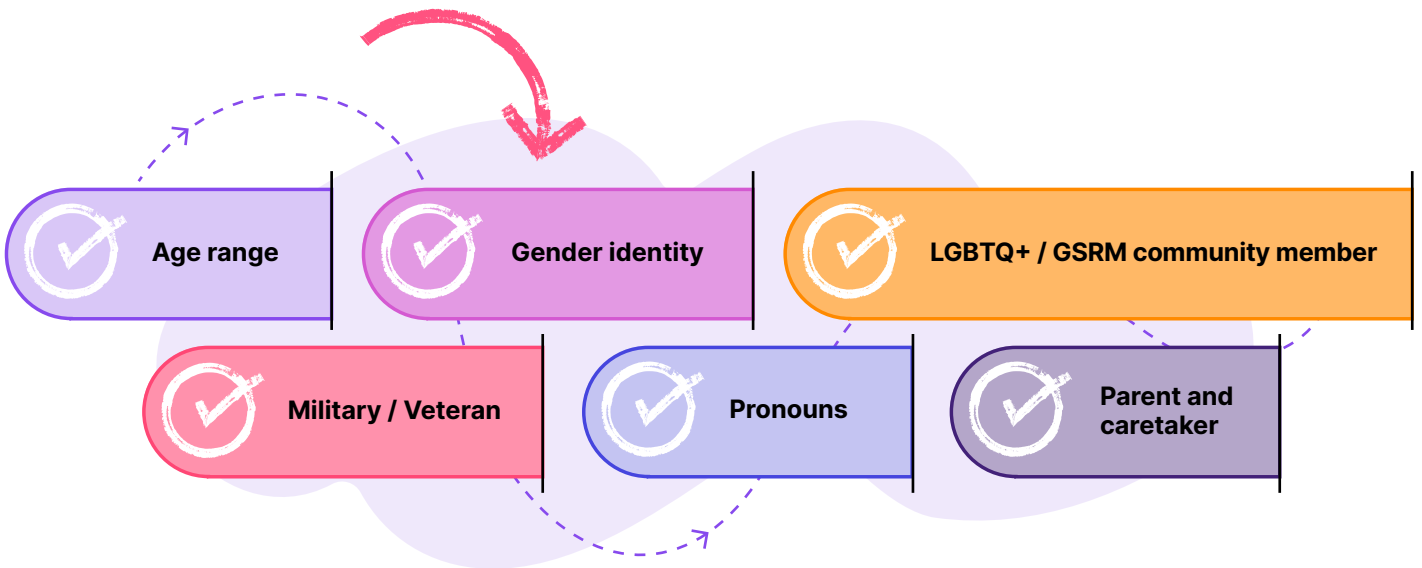 Age range
Gender identity
LGBTQ+ / GSRM community member
Military / Veteran
Pronouns
Parent and
caretaker